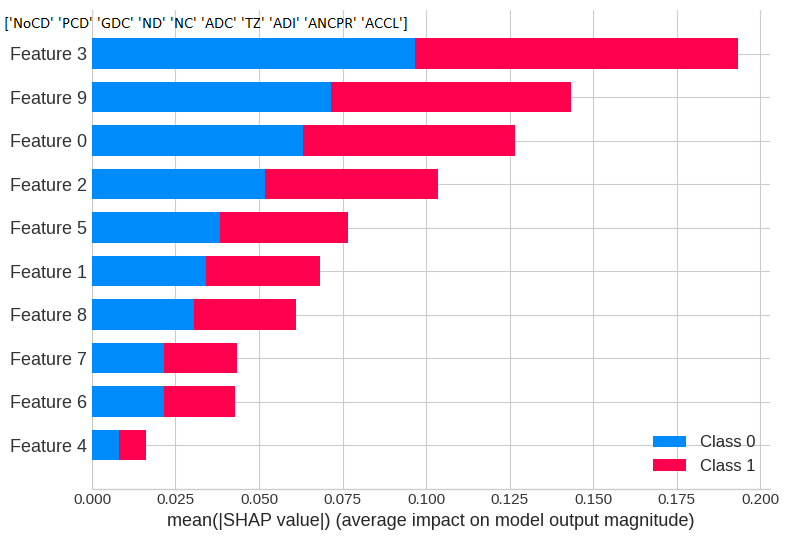 ['NoCD' 'PCD' 'GDC' 'ND' 'NC' 'ADC' 'TZ' 'ADI' 'ANCPR' 'ACCL']
Feature 3
Feature 9
Feature 0
Feature 2
Feature 5
Feature 1
Feature 8
Feature 7
Feature 6
Feature 4
Class 0
Class 1
0.000 0.025 0.050 0.075 0.100 0.125 0.150 0.175 0.200
mean(|SHAP value|) (average impact on model output magnitude)